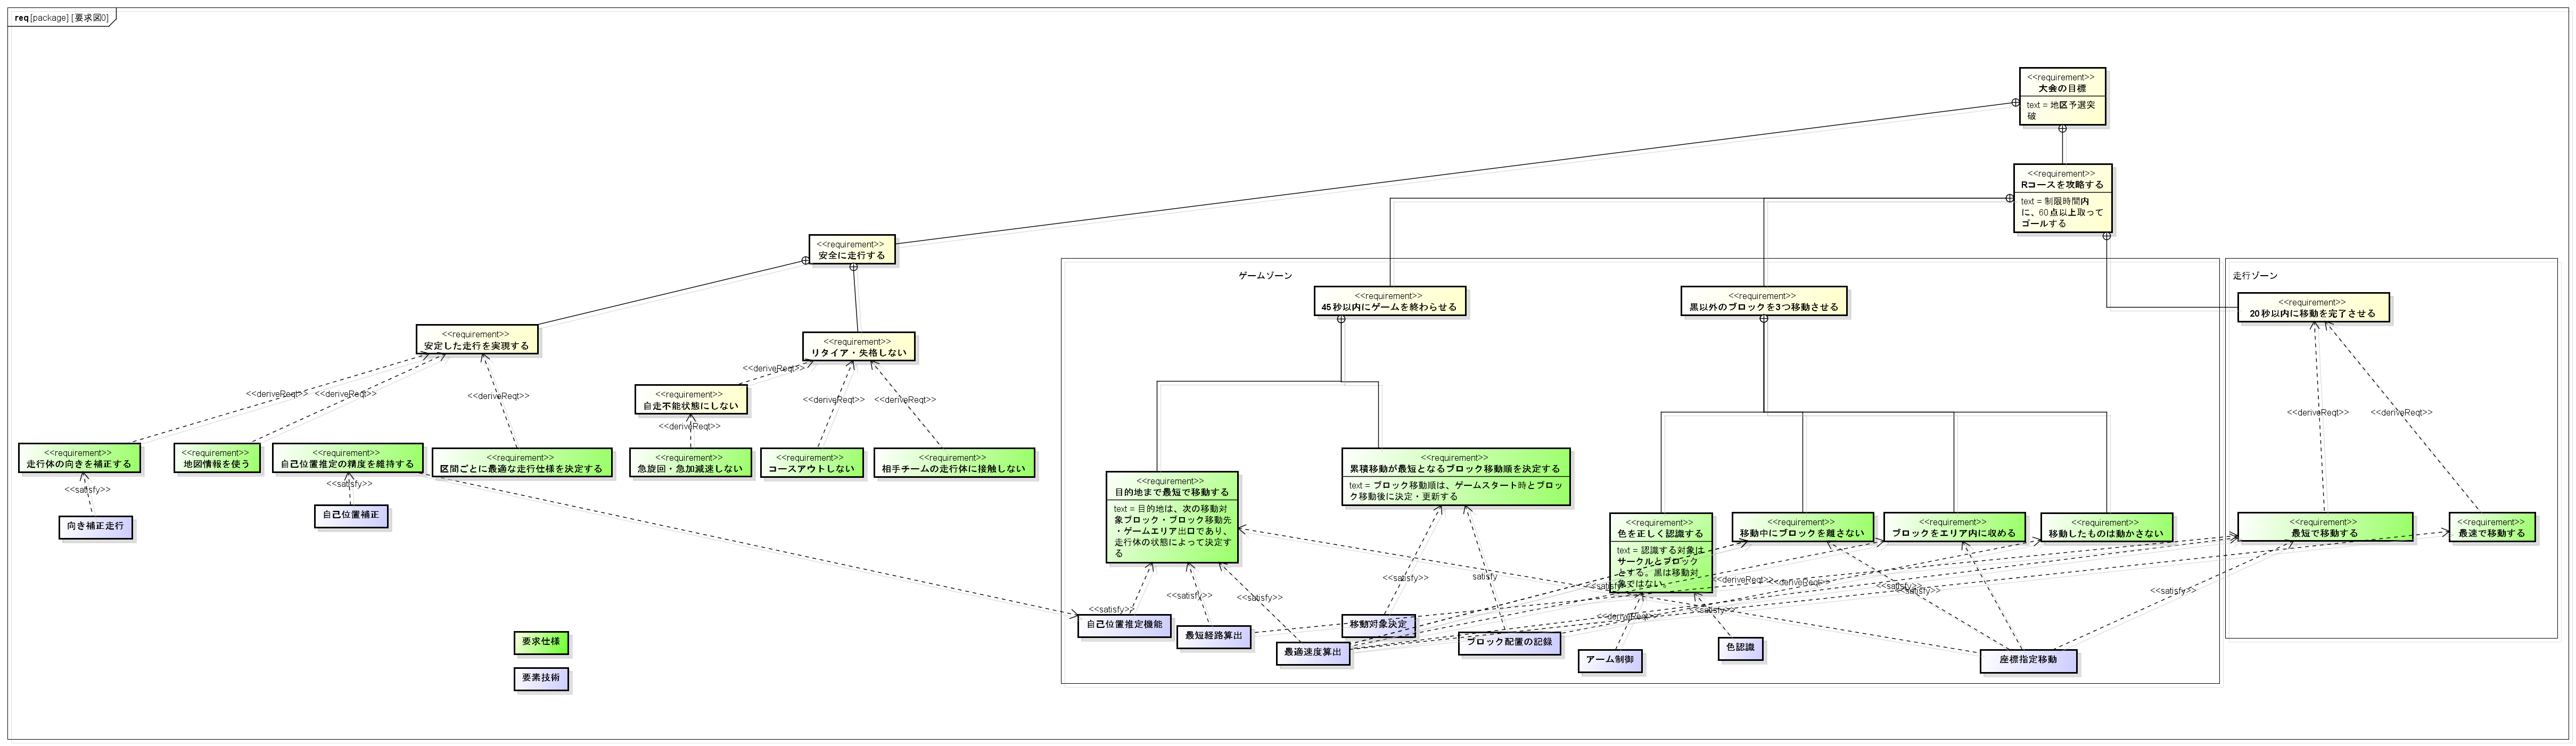 req [package] [要求図0]
<<requirement>>
大会の目標
text = 地区予選突
破
<<requirement>>
Rコースを攻略する
text = 制限時間内
に、60点以上取って
ゴールする
<<requirement>>
安全に走行する
ゲームゾーン
走行ゾーン
<<requirement>>
45秒以内にゲームを終わらせる
<<requirement>>
黒以外のブロックを3つ移動させる
<<requirement>>
20秒以内に移動を完了させる
<<requirement>>
安定した走行を実現する
<<requirement>>
リタイア・失格しない
<<deriveReqt>>
<<requirement>>
自走不能状態にしない
<<deriveReqt>>
<<deriveReqt>>
<<deriveReqt>>
<<deriveReqt>>
<<deriveReqt>>
<<deriveReqt>>
<<deriveReqt>>
<<deriveReqt>>
<<requirement>>
走行体の向きを補正する
<<requirement>>
地図情報を使う
<<requirement>>
自己位置推定の精度を維持する
<<requirement>>
区間ごとに最適な走行仕様を決定する
<<requirement>>
急旋回・急加減速しない
<<requirement>>
コースアウトしない
<<requirement>>
相手チームの走行体に接触しない
<<requirement>>
目的地まで最短で移動する
text = 目的地は、次の移動対
象ブロック・ブロック移動先
・ゲームエリア出口であり、
走行体の状態によって決定す
る
<<requirement>>
累積移動が最短となるブロック移動順を決定する
text = ブロック移動順は、ゲームスタート時とブロッ
ク移動後に決定・更新する
<<requirement>>
色を正しく認識する
text = 認識する対象は
サークルとブロック
とする。黒は移動対
象ではない。
<<requirement>>
移動中にブロックを離さない
<<requirement>>
ブロックをエリア内に収める
<<requirement>>
移動したものは動かさない
<<requirement>>
最短で移動する
<<requirement>>
最速で移動する
<<satisfy>>
<<satisfy>>
向き補正走行
自己位置補正
<<satisfy>>
<<satisfy>>
<<satisfy>>
<<satisfy>>
satisfy
<<satisfy>>
<<deriveReqt>>
<<deriveReqt>>
<<satisfy>>
<<satisfy>>
<<satisfy>>
<<deriveReqt>>
<<satisfy>>
自己位置推定機能
最短経路算出
最適速度算出
移動対象決定
ブロック配置の記録
アーム制御
色認識
座標指定移動
要求仕様
要素技術